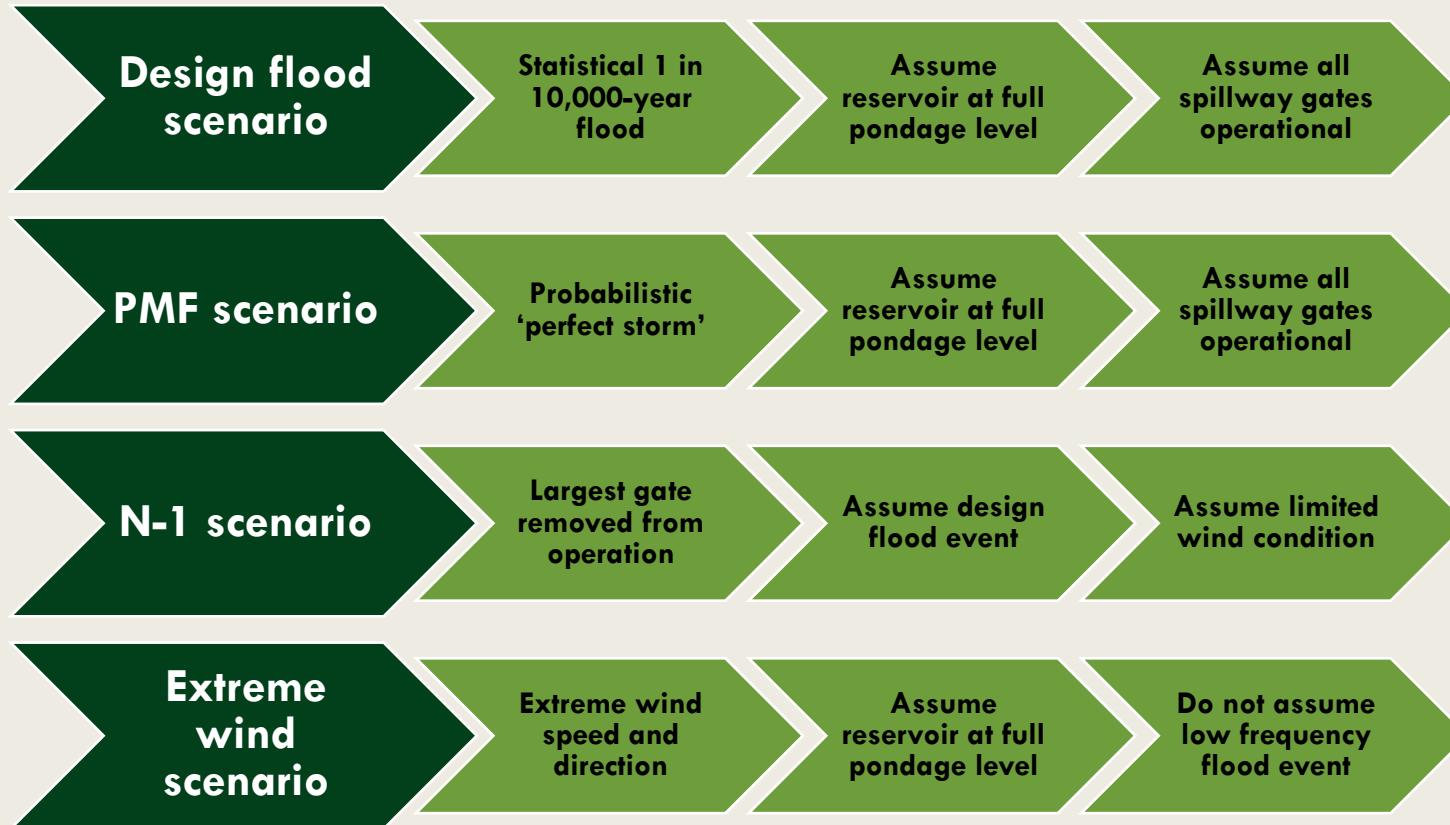 Design flood
scenario
Statistical 1 in
10,000-year
flood
Assume
reservoir at full
pondage level
Assume all
spillway gates
operational
PMF scenario
Probabilistic
‘perfect storm’
Assume
reservoir at full
pondage level
Assume all
spillway gates
operational
N-1 scenario
Largest gate
removed from
operation
Assume design
flood event
Assume limited
wind condition
Extreme
wind
scenario
Extreme wind
speed and
direction
Assume
reservoir at full
pondage level
Do not assume
low frequency
flood event